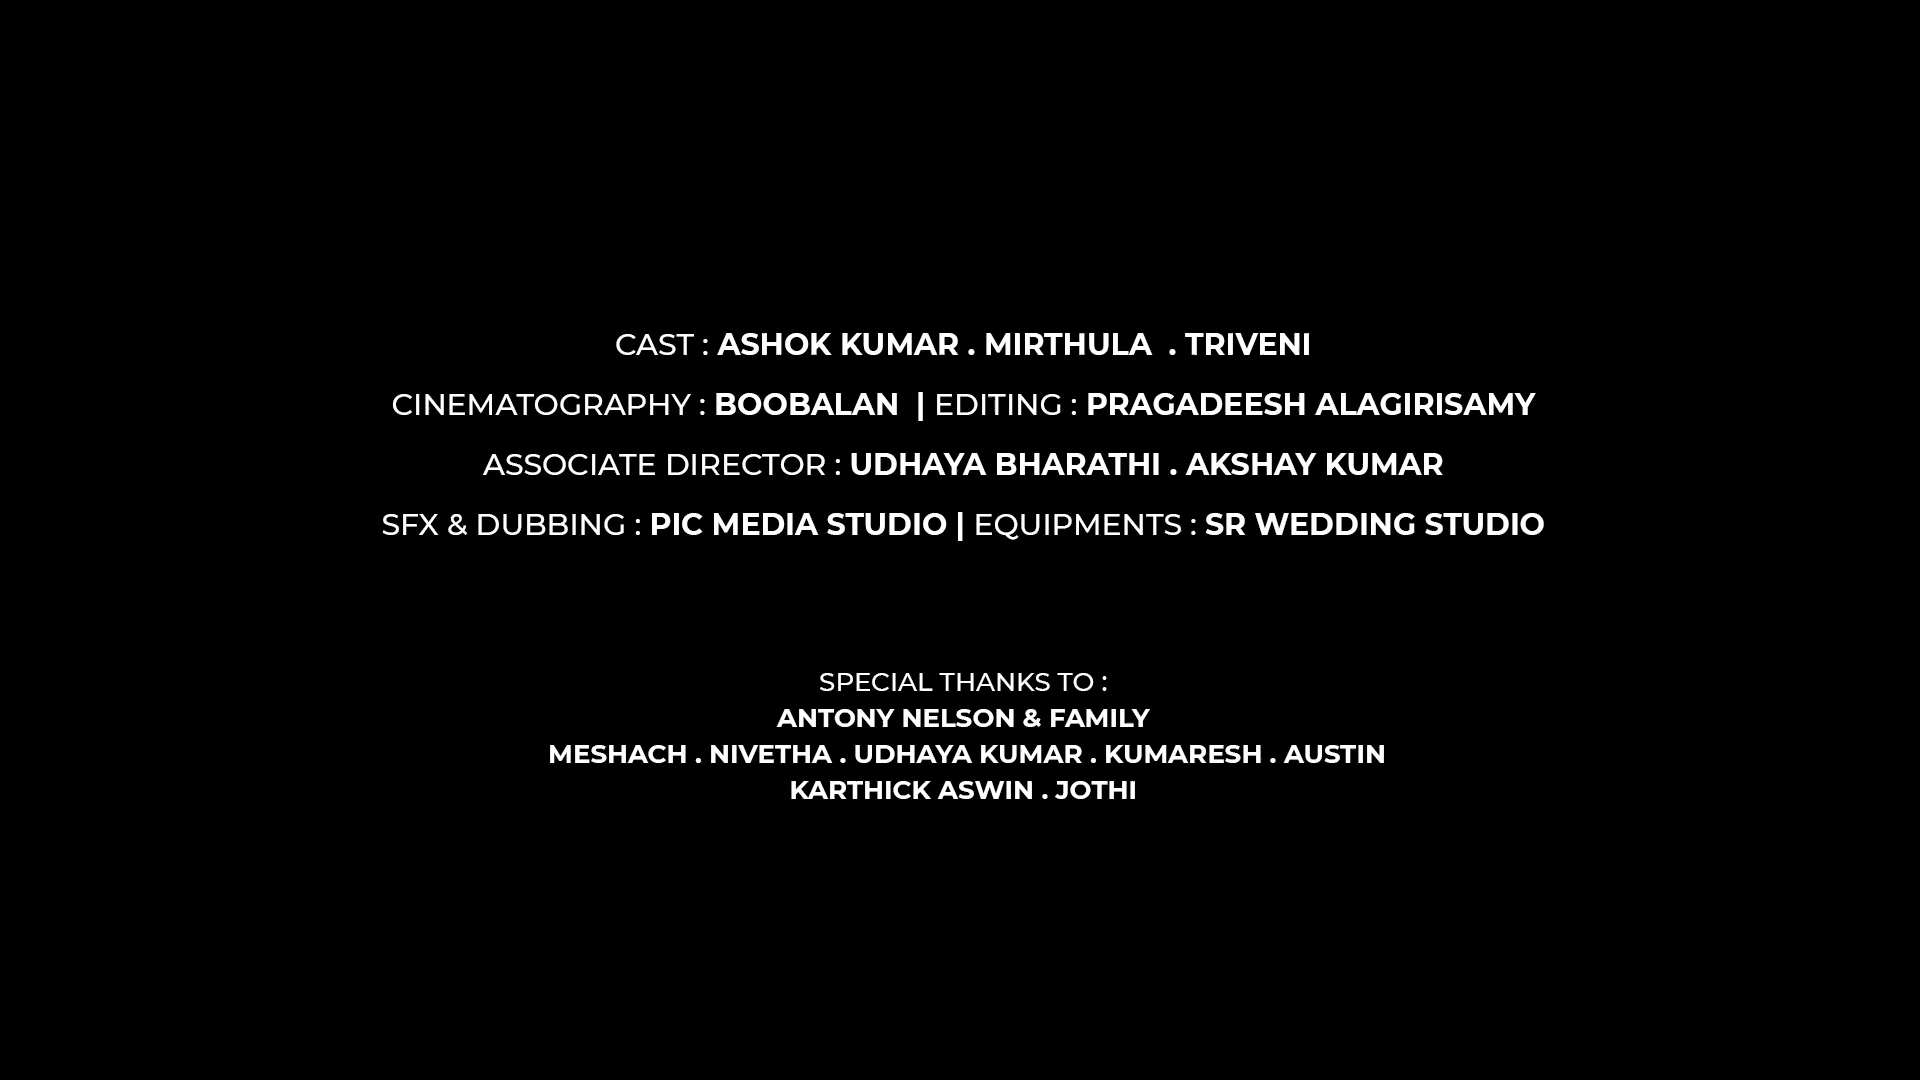 CAST : ASHOK KUMAR . MIRTHULA  . TRIVENI
CINEMATOGRAPHY : BOOBALAN  | EDITING : PRAGADEESH ALAGIRISAMY
ASSOCIATE DIRECTOR : UDHAYA BHARATHI . AKSHAY KUMAR
SFX & DUBBING : PIC MEDIA STUDIO | EQUIPMENTS : SR WEDDING STUDIO
SPECIAL THANKS TO :
ANTONY NELSON & FAMILY
MESHACH . NIVETHA . UDHAYA KUMAR . KUMARESH . AUSTIN
KARTHICK ASWIN . JOTHI